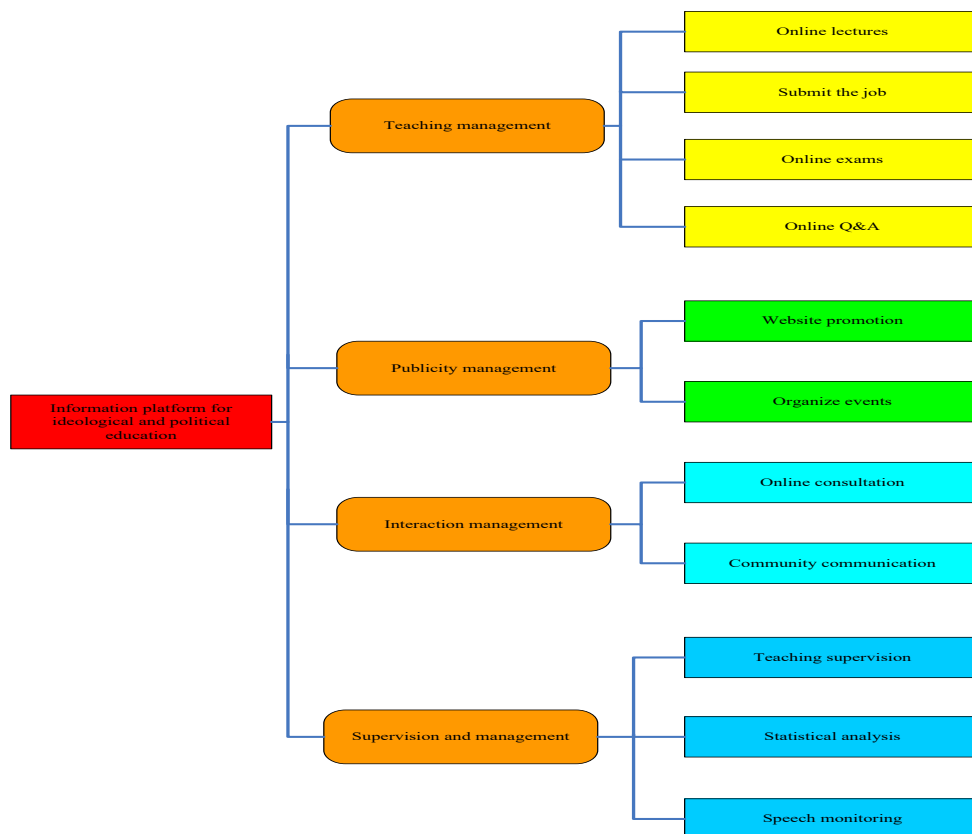 Online lectures
Submit the job
Teaching management
Online exams
Online Q&A
Website promotion
Publicity management
Organize events
Information platform for
ideological and political
education
Online consultation
Interaction management
Community communication
Teaching supervision
Supervision and management
Statistical analysis
Speech monitoring